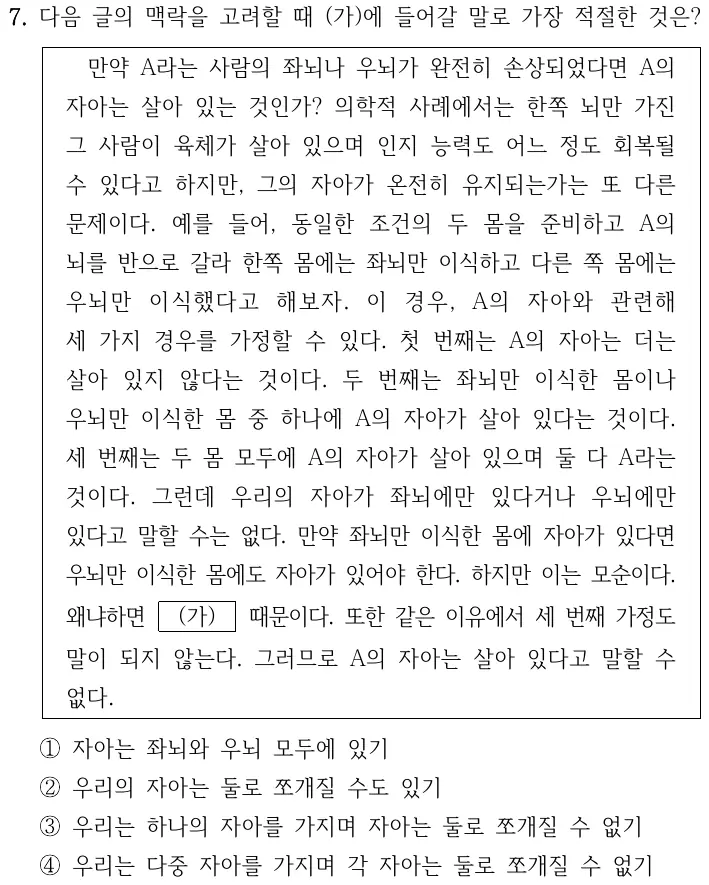 7. 다음 글의 맥락을 고려할 때 (가)에 들어갈 말로 가장 적절한 것은?
만약 A라는 사람의 좌뇌나 우뇌가 완전히 손상되었다면 A의
자아는 살아 있는 것인가? 의학적 사례에서는 한쪽 뇌만 가진
그 사람이 육체가 살아 있으며 인지 능력도 어느 정도 회복될
수 있다고 하지만, 그의 자아가 온전히 유지되는가는 또 다른
문제이다. 예를 들어, 동일한 조건의 두 몸을 준비하고 A의
뇌를 반으로 갈라 한쪽 몸에는 좌뇌만 이식하고 다른 쪽 몸에는
우뇌만 이식했다고 해보자. 이 경우, A의 자아와 관련해
세 가지 경우를 가정할 수 있다. 첫 번째는 A의 자아는 더는
살아 있지 않다는 것이다. 두 번째는 좌뇌만 이식한 몸이나
우뇌만 이식한 몸 중 하나에 A의 자아가 살아 있다는 것이다.
세 번째는 두 몸 모두에 A의 자아가 살아 있으며 둘 다 A라는
것이다. 그런데 우리의 자아가 좌뇌에만 있다거나 우뇌에만
있다고 말할 수는 없다. 만약 좌뇌만 이식한 몸에 자아가 있다면
우뇌만 이식한 몸에도 자아가 있어야 한다. 하지만 이는 모순이다.
왜냐하면 (가) 때문이다. 또한 같은 이유에서 세 번째 가정도
말이 되지 않는다. 그러므로 A의 자아는 살아 있다고 말할 수
없다.
① 자아는 좌뇌와 우뇌 모두에 있기
② 우리의 자아는 둘로 쪼개질 수도 있기
③ 우리는 하나의 자아를 가지며 자아는 둘로 쪼개질 수 없기
④ 우리는 다중 자아를 가지며 각 자아는 둘로 쪼개질 수 없기